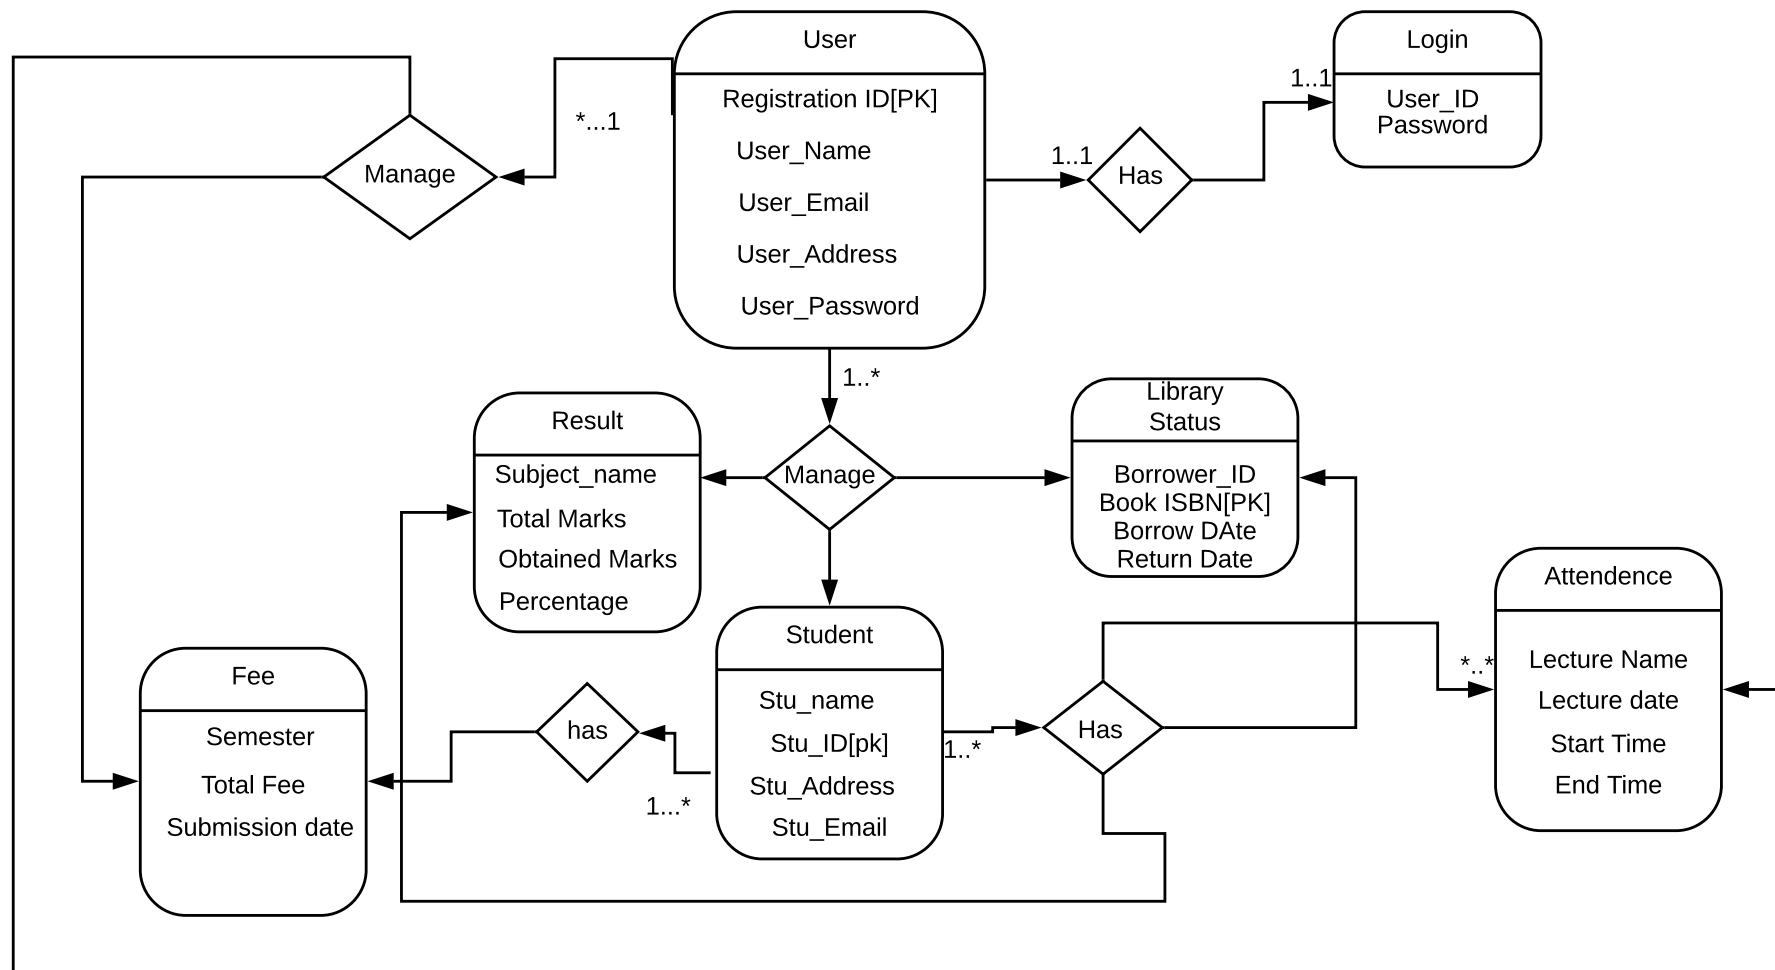 User
Registration ID[PK]
User_Name
User_Email
User_Address
User_Password
Login
User_ID
Password
1..1
1..1
Has
*...1
Manage
1..*
Manage
Result
Subject_name
Total Marks
Obtained Marks
Percentage
Library
Status
Borrower_ID
Book ISBN[PK]
Borrow DAte
Return Date
Attendence
Lecture Name
Lecture date
Start Time
End Time
*..*
Student
Stu_name
Stu_ID[pk]
Stu_Address
Stu_Email
1..*
Has
has
1...*
Fee
Semester
Total Fee
Submission date